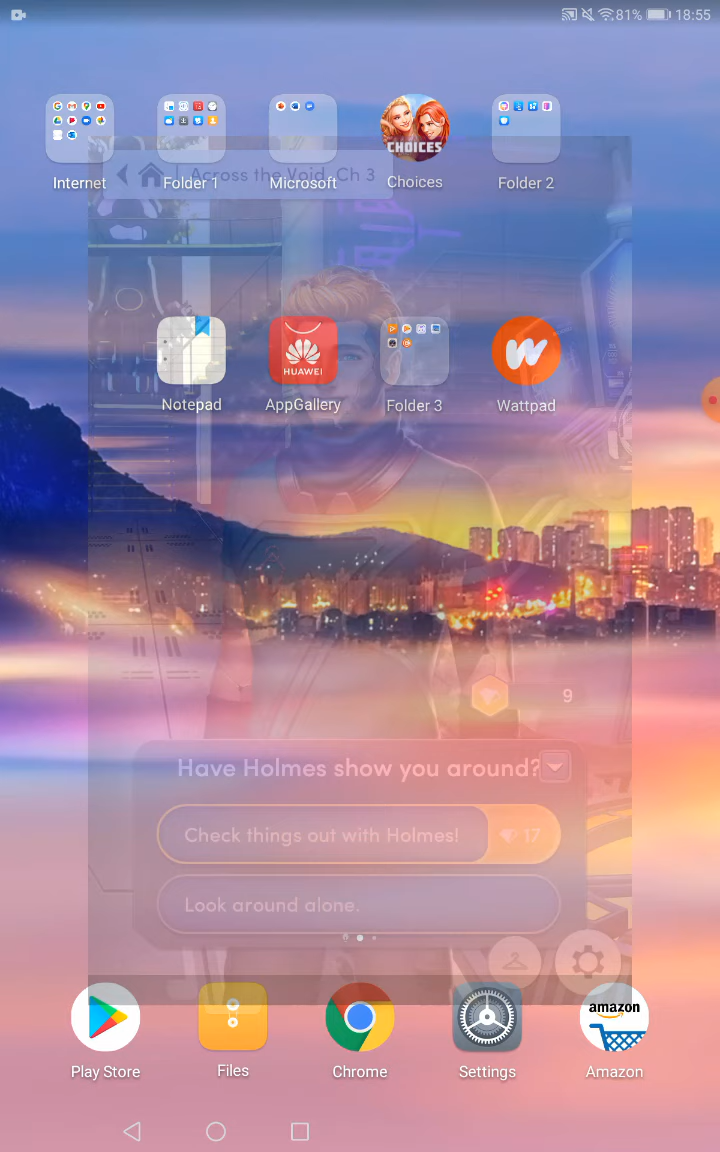 81% 18:55
CHOICES
Internet Folder 1 Microsoft Choices Folder 2
Across the Void, Ch 3
HUAWEI
Notepad AppGallery Folder 3 Wattpad
9
Have Holmes show you around?
Check things out with Holmes! 17
Look around alone.
amazon
Play Store Files Chrome Settings Amazon